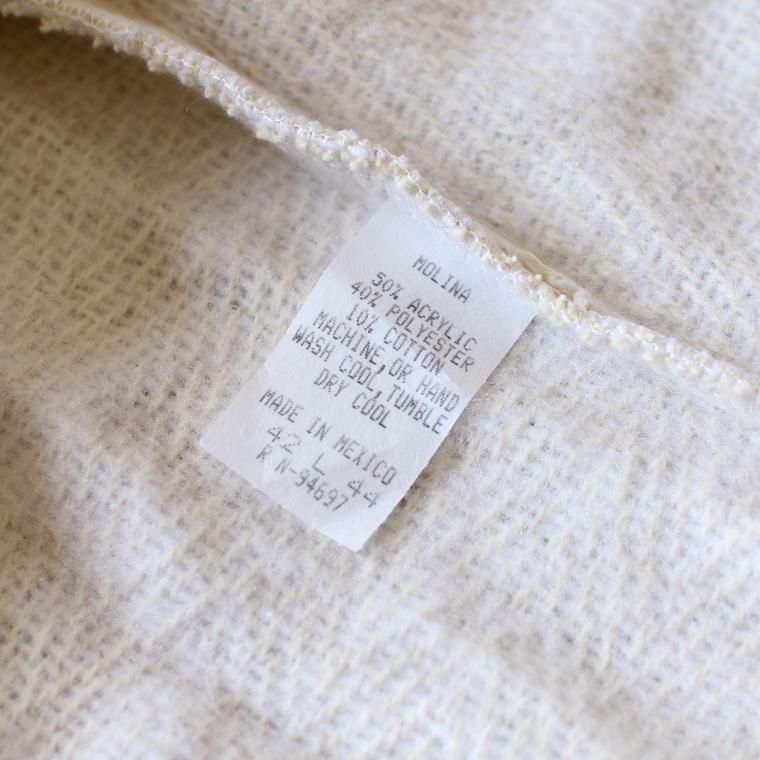 MOLINA
50% ACRYLIC
40% POLYESTER
10% COTTON
MACHINE OR HAND
WASH COOL, TUMBLE
DRY COOL
MADE IN MEXICO
42 L 44
R N-94697